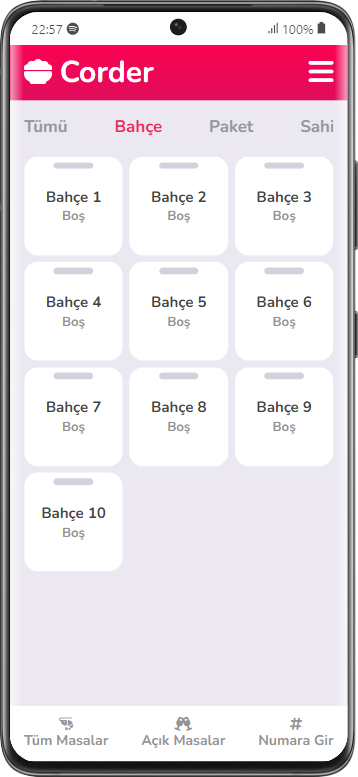 22:57 100%
Corder
Tümü Bahçe Paket Sahi
Bahçe 1 Bahçe 2 Bahçe 3
Boş Boş Boş
Bahçe 4 Bahçe 5 Bahçe 6
Boş Boş Boş
Bahçe 7 Bahçe 8 Bahçe 9
Boş Boş Boş
Bahçe 10
Boş
#
Tüm Masalar Açık Masalar Numara Gir